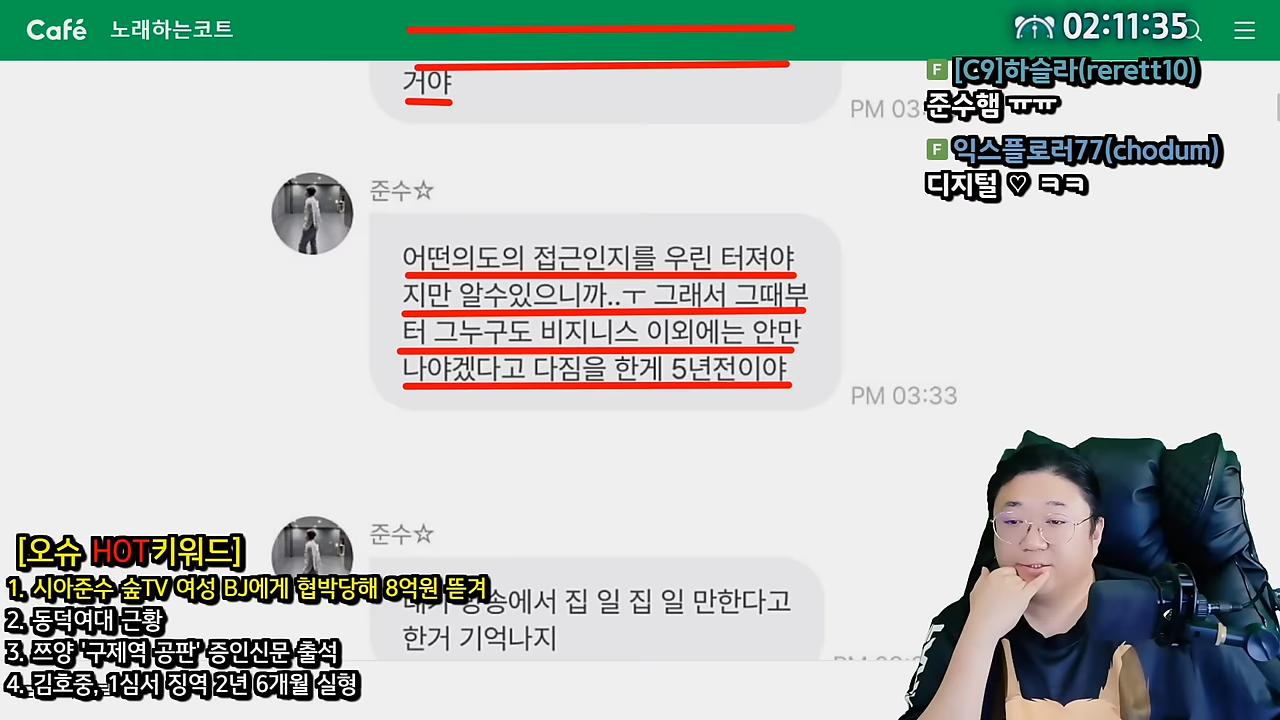 Café 노래하는코트
02:11:35
거야
PM 03:
[C9]하슬라(rerett10)
준수햄 ㅠㅠ
익스플로러77(chodum)
디지털 ♡ ㅋㅋ
준수☆
어떤의도의 접근인지를 우린 터져야
지만 알수있으니까..ㅜ 그래서 그때부
터 그누구도 비지니스 이외에는 안만
나야겠다고 다짐을 한게 5년전이야
PM 03:33
준수☆
방송에서 집 일 집 일 만한다고
한거 기억나지
[오슈 HOT키워드]
1. 시아준수 숲TV 여성 BJ에게 협박당해 8억원 뜯겨
2. 동덕여대 근황
3. 쯔양 '구제역 공판' 증인신문 출석
4. 김호중, 1심서 징역 2년 6개월 실형